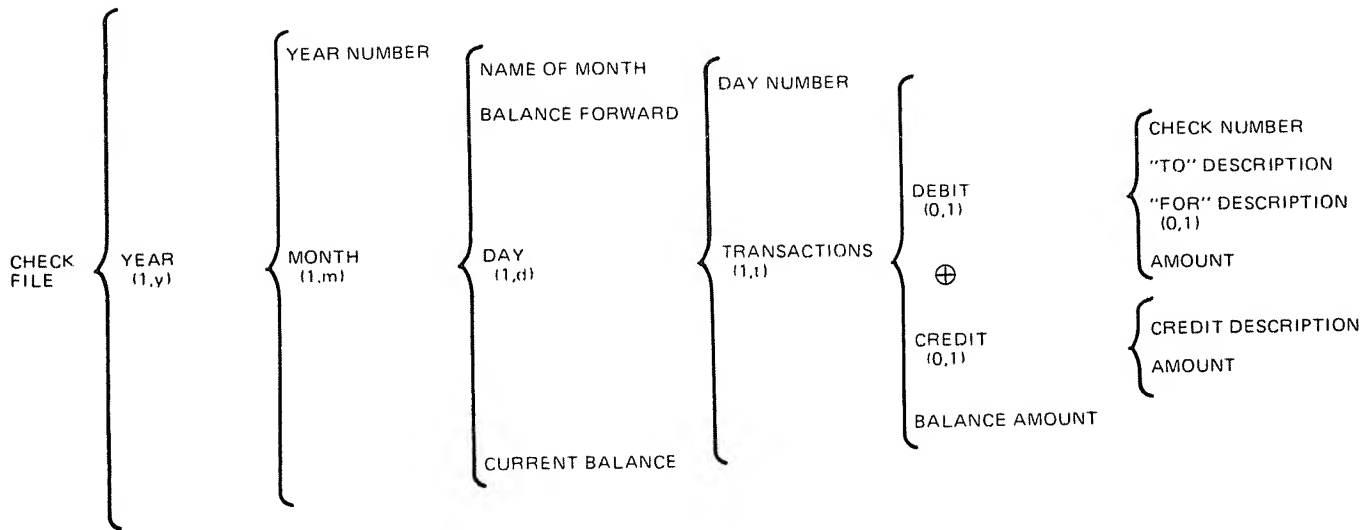 CHECK
FILE
YEAR
(1,y)
YEAR NUMBER
MONTH
(1,m)
NAME OF MONTH
BALANCE FORWARD
DAY
(1,d)
CURRENT BALANCE
DAY NUMBER
TRANSACTIONS
(1,t)
DEBIT
(0,1)
⊕
CREDIT
(0,1)
BALANCE AMOUNT
CHECK NUMBER
"TO" DESCRIPTION
"FOR" DESCRIPTION
(0,1)
AMOUNT
CREDIT DESCRIPTION
AMOUNT